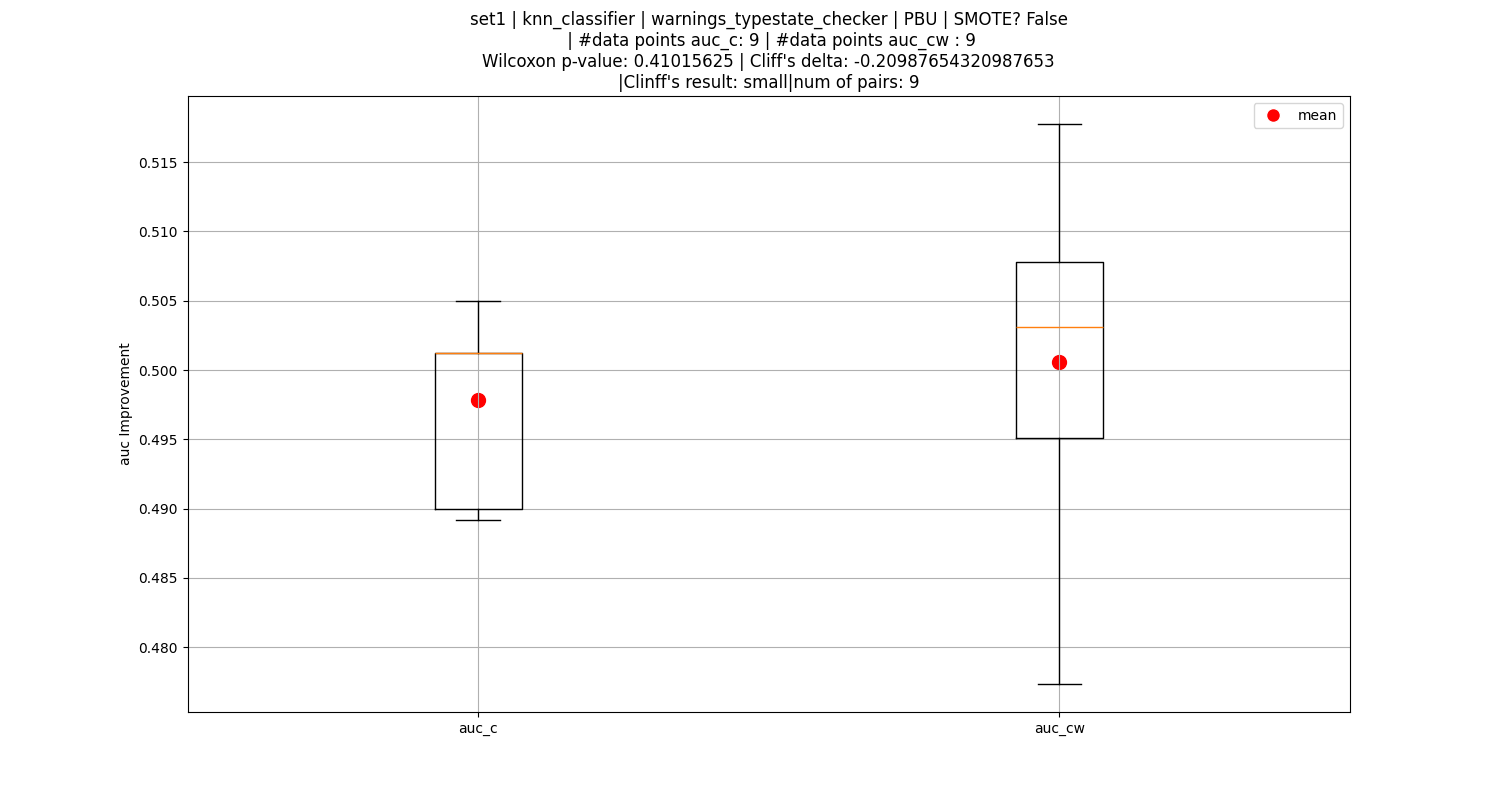 set1 | knn_classifier | warnings_typestate_checker | PBU | SMOTE? False
| #data points auc_c: 9 | #data points auc_cw : 9
Wilcoxon p-value: 0.41015625 | Cliff's delta: -0.20987654320987653
|Clinff's result: small|num of pairs: 9
mean
0.515
0.510
0.505
0.500
0.495
0.490
0.485
0.480
auc Improvement
auc_c
auc_cw